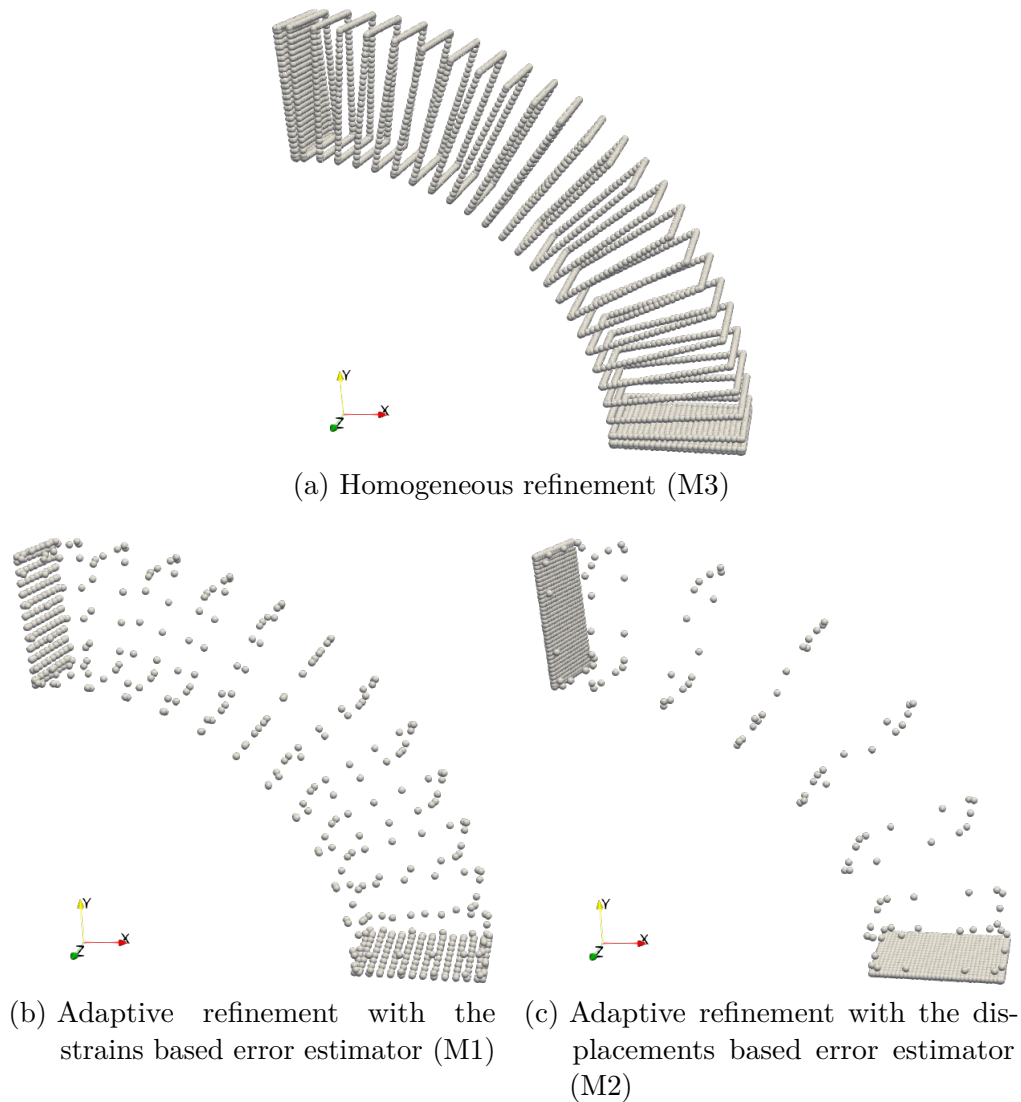 Y
X
Z
(a) Homogeneous refinement (M3)
Y
X
Z
Y
X
Z
(b) Adaptive refinement with the
strains based error estimator (M1)
(c) Adaptive refinement with the dis-
placements based error estimator
(M2)